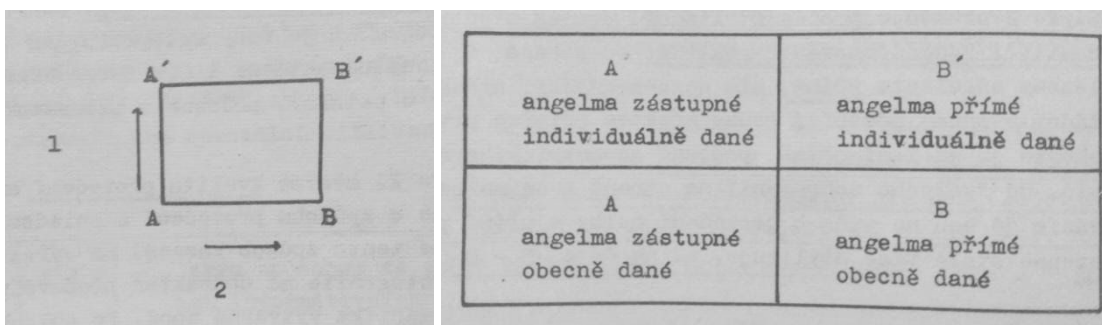 A´ B´
1
A B
2
A B´
angelma zástupné angelma přímé
individuálně dané individuálně dané
A B
angelma zástupné angelma přímé
obecně dané obecně dané